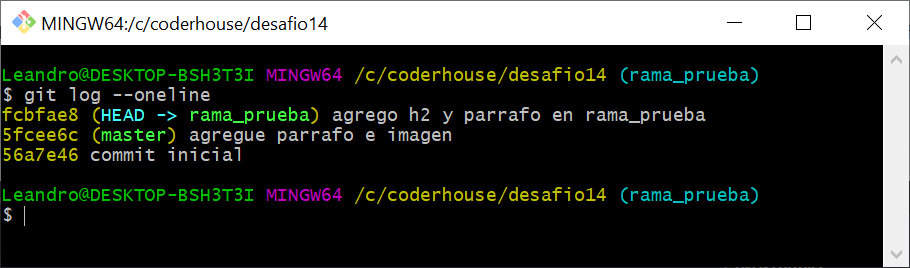 MINGW64:/c/coderhouse/desafio14
Leandro@DESKTOP-BSH3T3I MINGW64 /c/coderhouse/desafio14 (rama_prueba)
$ git log --oneline
fcbfae8 (HEAD -> rama_prueba) agrego h2 y parrafo en rama_prueba
5fcee6c (master) agregue parrafo e imagen
56a7e46 commit inicial
Leandro@DESKTOP-BSH3T3I MINGW64 /c/coderhouse/desafio14 (rama_prueba)
$